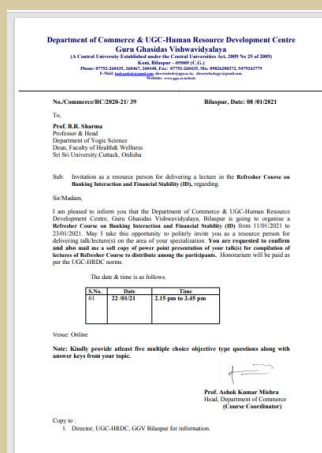 Department of Commerce & UGC-Human Resource Development Centre
Guru Ghasidas Vishwavidyalaya
(A Central University Established under the Central Universities Act, 2009 No 25 of 2009)
Koni, Bilaspur - 495009 (C.G.)
No./Commerce/RC/2020-21/ 39 Bilaspur, Date: 08 /01/2021
To,
Prof. B.R. Sharma
Professor & Head
Department of Yogic Science
Dean, Faculty of Health& Wellness
Sri Sri University,Cuttack, Ordisha
Sub: Invitation as a resource person for delivering a lecture in the Refresher Course on
Banking Interaction and Financial Stability (ID), regarding.
Sir/Madam,
I am pleased to inform you that the Department of Commerce & UGC-Human Resource
Development Centre, Guru Ghasidas Vishwavidyalaya, Bilaspur is going to organise a
Refresher Course on Banking Interaction and Financial Stability (ID) from 11/01/2021 to
23/01/2021. May I take this opportunity to politely invite you as a resource person for
delivering talk/lecture(s) on the area of your specialization. You are requested to confirm
and also mail me a soft copy of power point presentation of your talk(s) for compilation of
lectures of Refresher Course to distribute among the participants. Honorarium will be paid as
per the UGC-HRDC norms.
The date & time is as follows.
S.No. Date Time
01 22 /01/21 2.15 pm to 3.45 pm
Venue: Online
Note: Kindly provide atleast five multiple choice objective type questions along with
answer keys from your topic.
Prof. Ashok Kumar Mishra
Head, Department of Commerce
(Course Coordinator)
Copy to :
1. Director, UGC-HRDC, GGV Bilaspur for information.